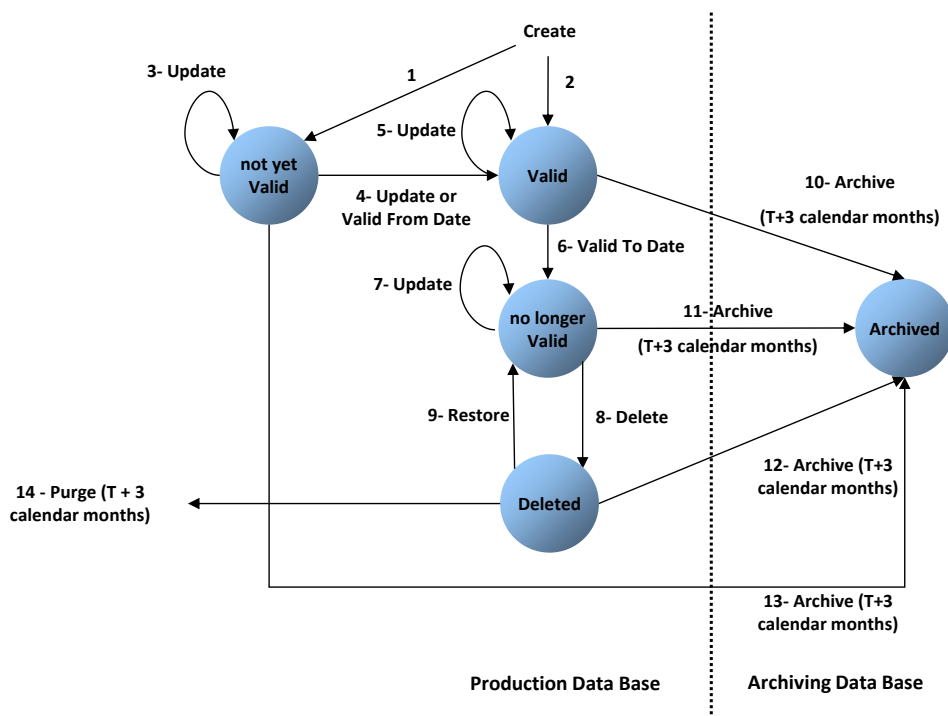 Create
3- Update
1
2
5- Update
not yet
Valid
Valid
4- Update or
Valid From Date
10- Archive
(T+3 calendar months)
6- Valid To Date
7- Update
no longer
Valid
11- Archive
(T+3 calendar months)
Archived
9- Restore
8- Delete
12- Archive (T+3
calendar months)
14 - Purge (T + 3
calendar months)
Deleted
13- Archive (T+3
calendar months)
Production Data Base
Archiving Data Base